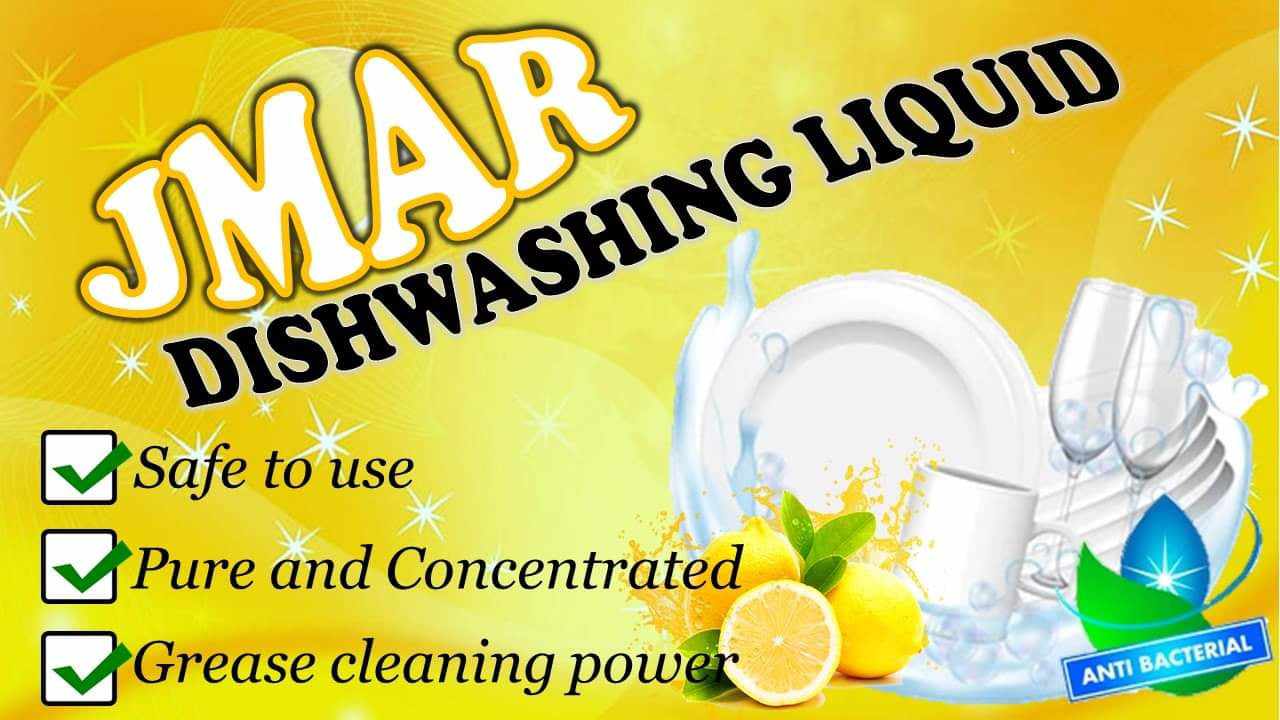 JMAR
DISHWASHING LIQUID
Safe to use
Pure and Concentrated
Grease cleaning power
ANTI BACTERIAL